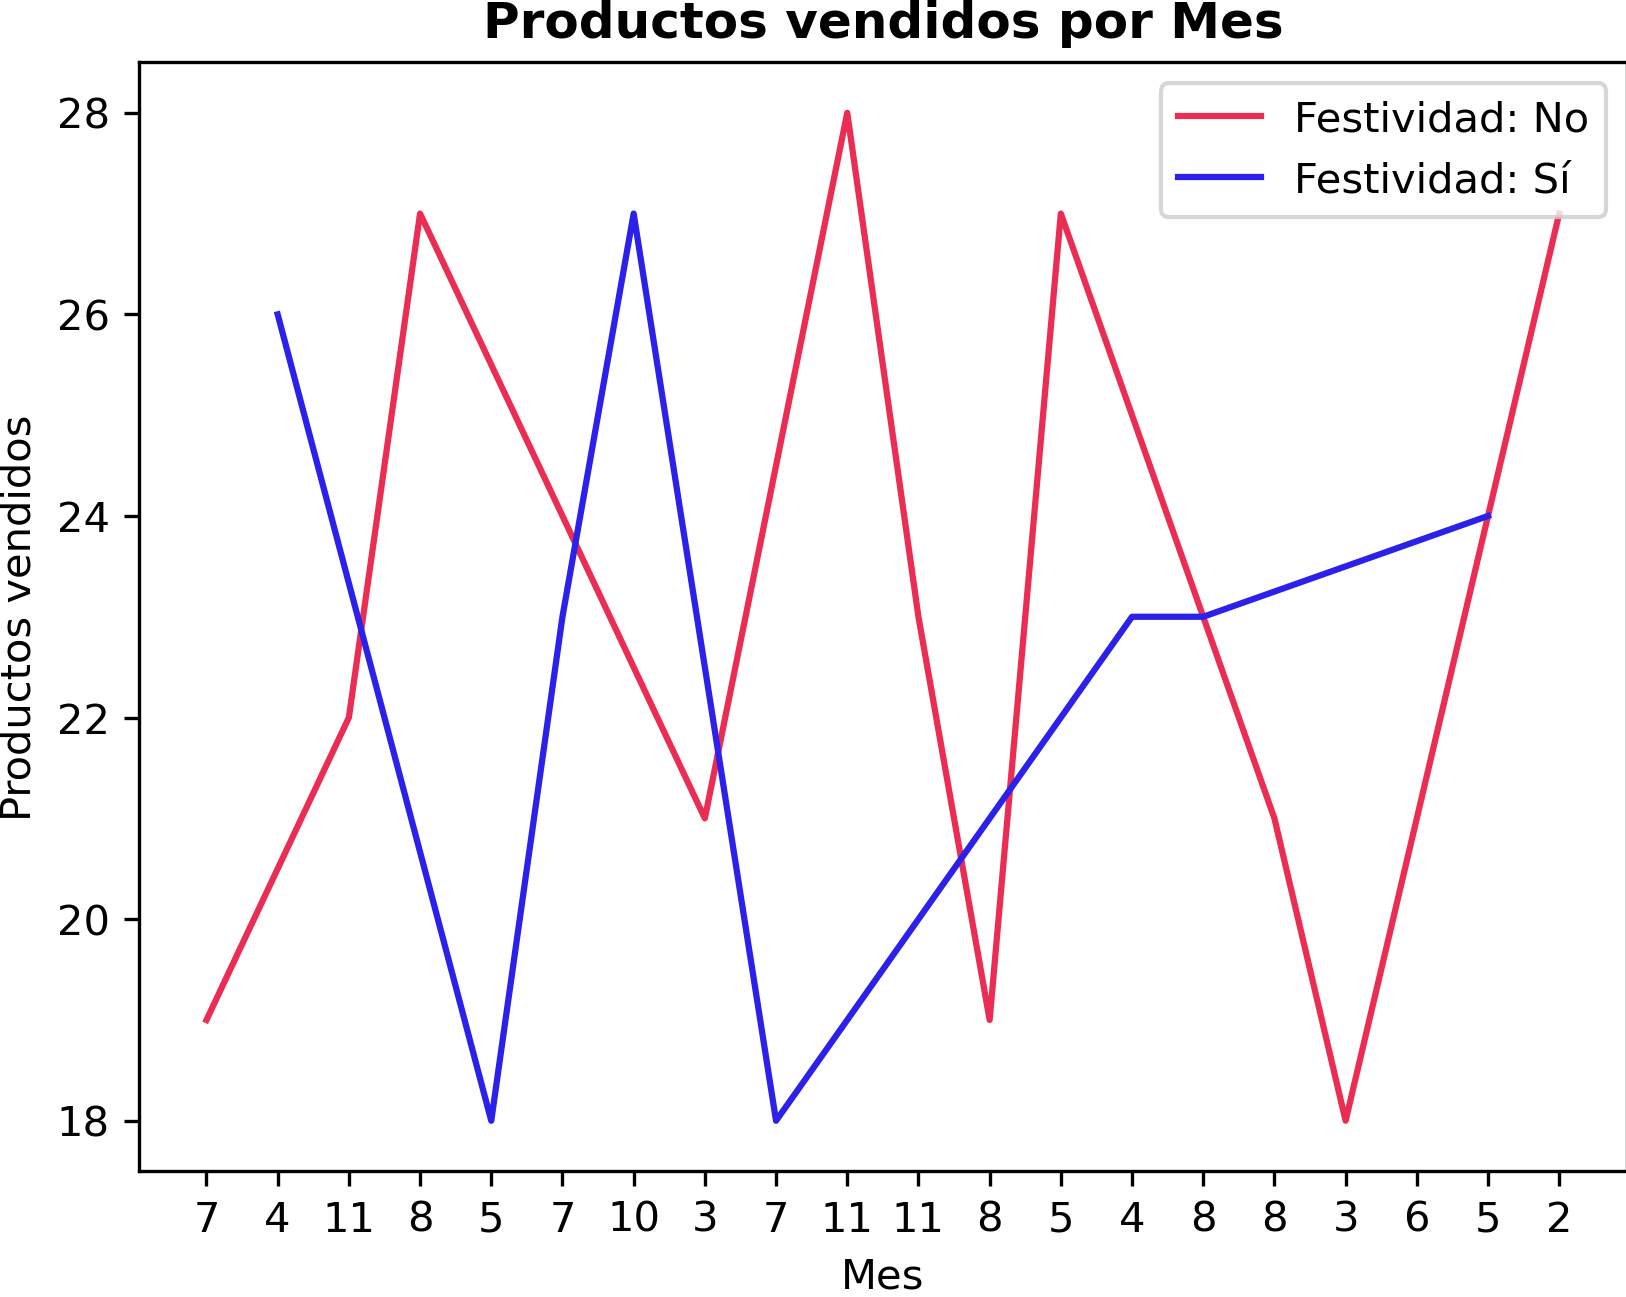 Productos vendidos por Mes
Festividad: No
Festividad: Sí
Productos vendidos
28
26
24
22
20
18
7 4 11 8 5 7 10 3 7 11 11 8 5 4 8 8 3 6 5 2
Mes